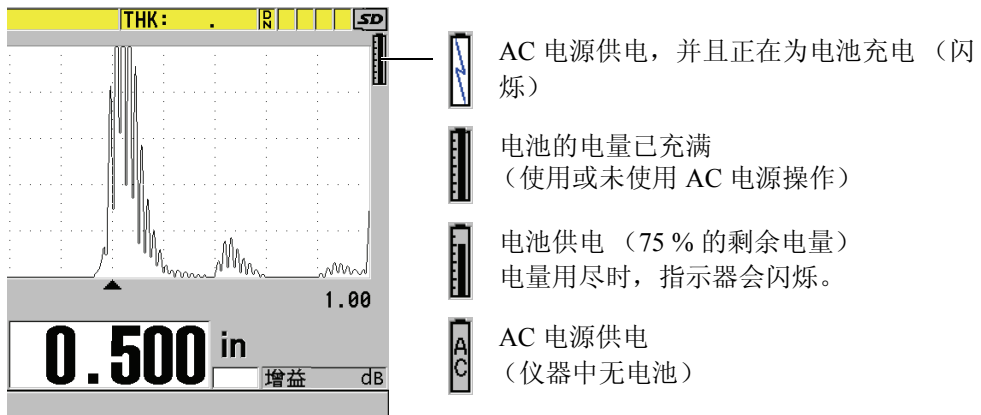 THK: .
DN
SD
1.00
0.500 in
增益 dB
AC 电源供电，并且正在为电池充电 （闪
烁）
电池的电量已充满
（使用或未使用 AC 电源操作）
电池供电 （75 % 的剩余电量）
电量用尽时，指示器会闪烁。
AC
AC 电源供电
（仪器中无电池）